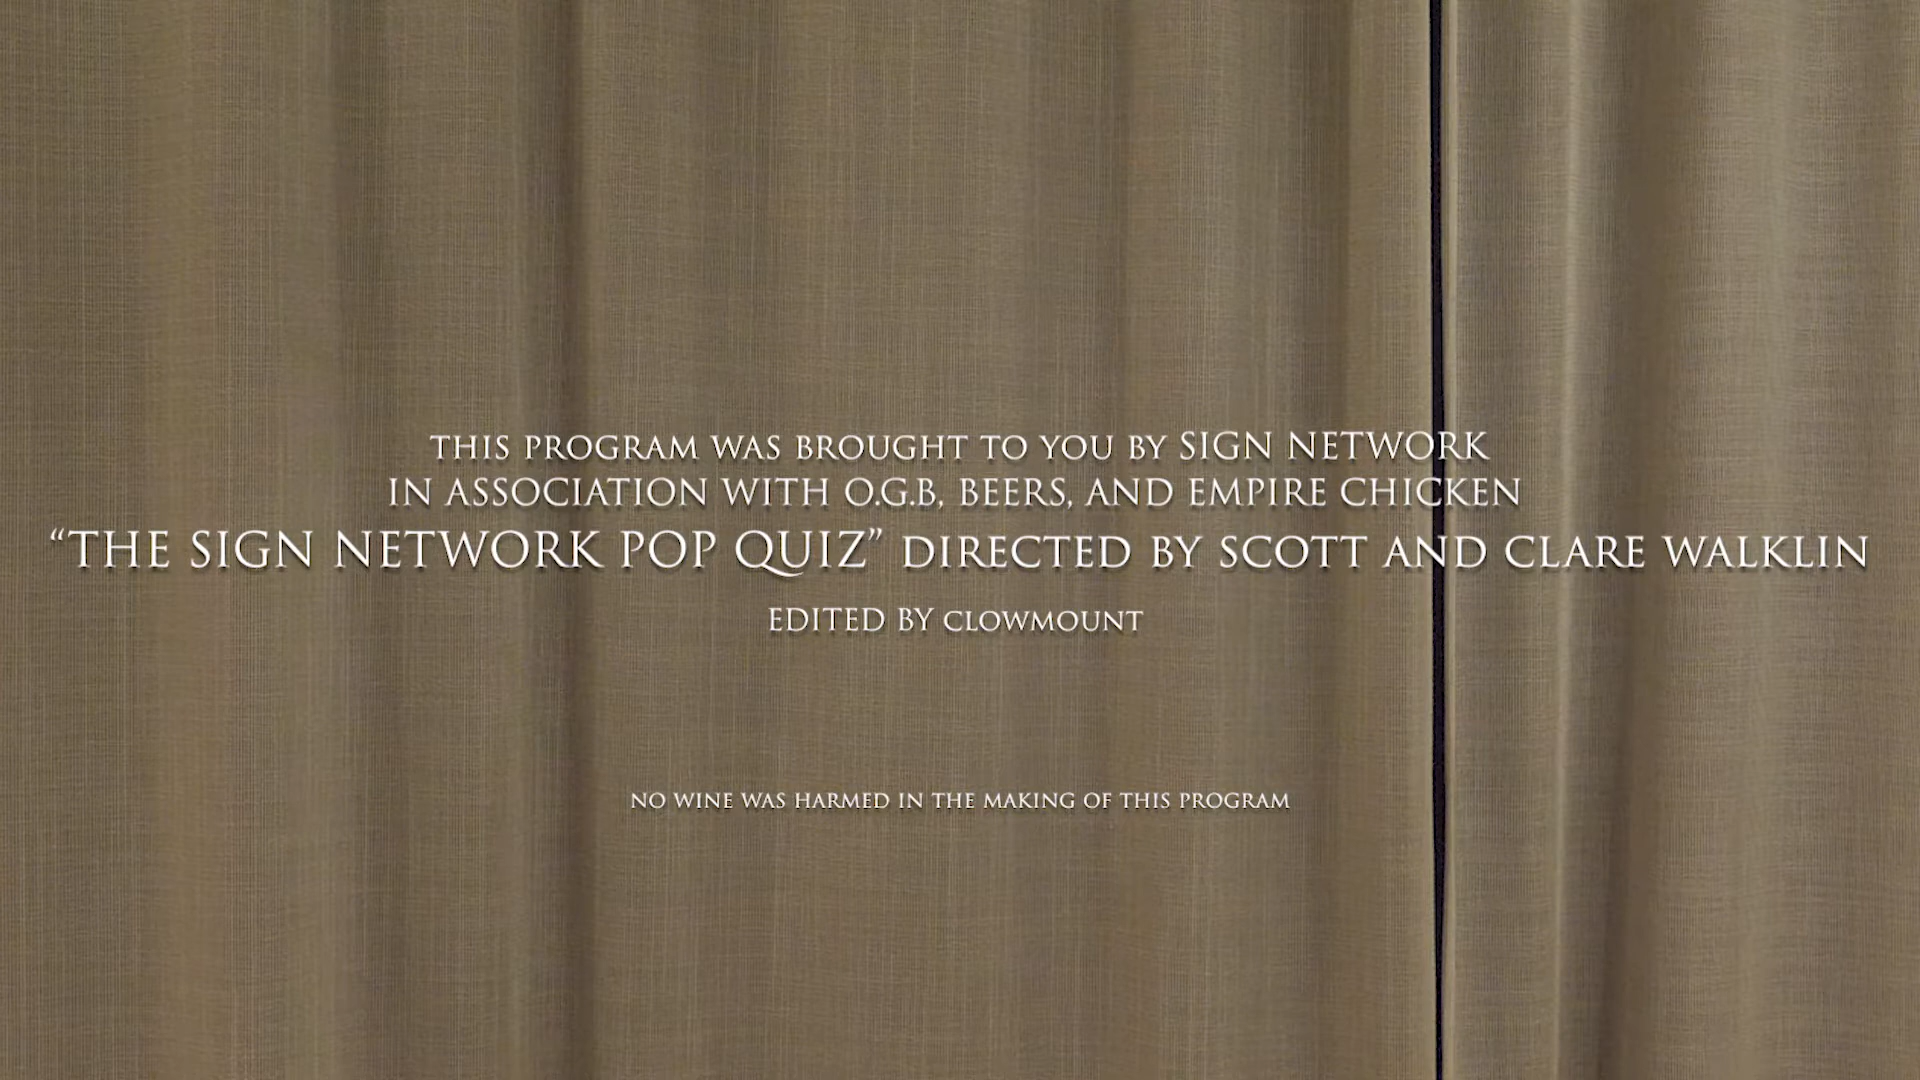 THIS PROGRAM WAS BROUGHT TO YOU BY SIGN NETWORK
IN ASSOCIATION WITH O.G.B, BEERS, AND EMPIRE CHICKEN
“THE SIGN NETWORK POP QUIZ” DIRECTED BY SCOTT AND CLARE WALKLIN
EDITED BY CLOWMOUNT
NO WINE WAS HARMED IN THE MAKING OF THIS PROGRAM